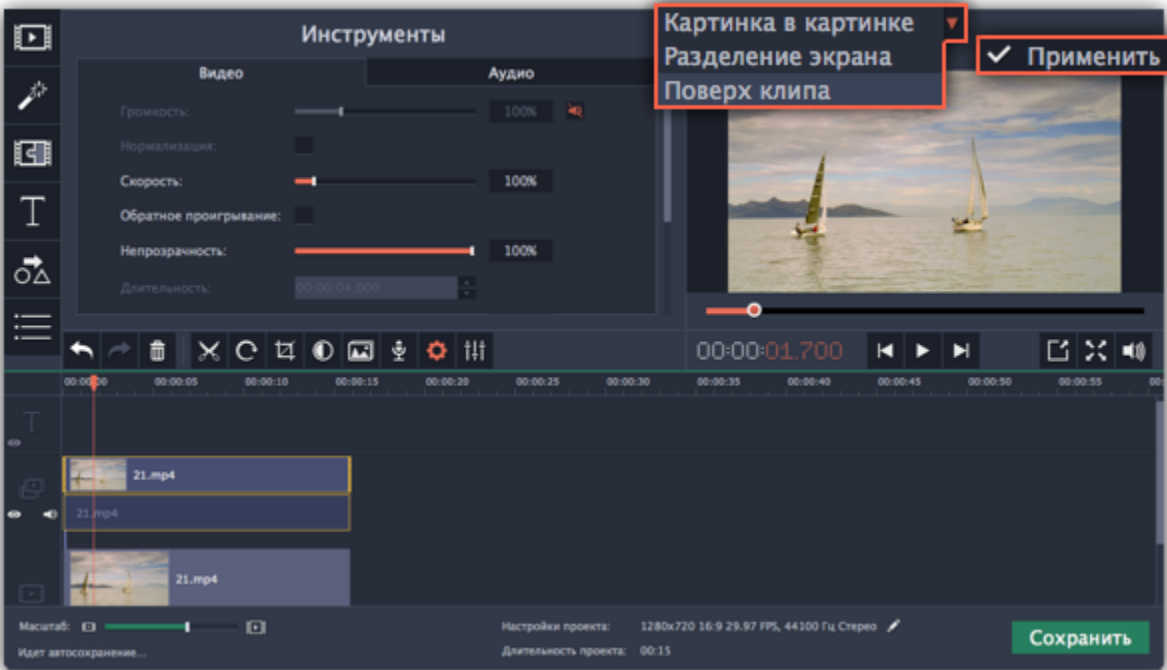 Инструменты
Картинка в картинке
Разделение экрана
Поверх клипа
Применить
Видео
Аудио
Громкость:
100%
Нормализация:
Скорость:
100%
Обратное проигрывание:
Непрозрачность:
100%
Длительность:
00:00:04.000
00:00:01.700
00:00:00 00:00:05 00:00:10 00:00:15 00:00:20 00:00:25 00:00:30 00:00:35 00:00:40 00:00:45 00:00:50 00:00:55 00:
21.mp4
21.mp4
21.mp4
Масштаб:
Настройки проекта: 1280x720 16:9 29.97 FPS, 44100 Гц Стерео
Идет автосохранение...
Длительность проекта: 00:15
Сохранить